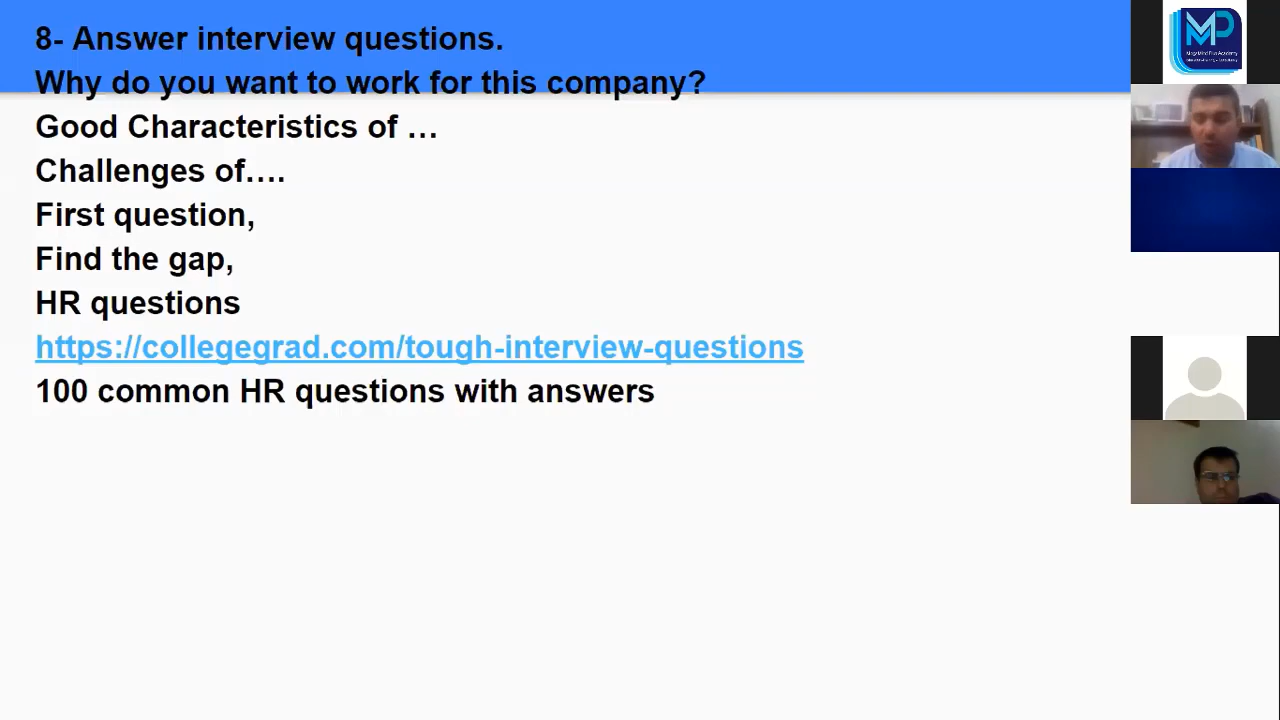 8- Answer interview questions.
Why do you want to work for this company?
Good Characteristics of …
Challenges of….
First question,
Find the gap,
HR questions
https://collegegrad.com/tough-interview-questions
100 common HR questions with answers
MP